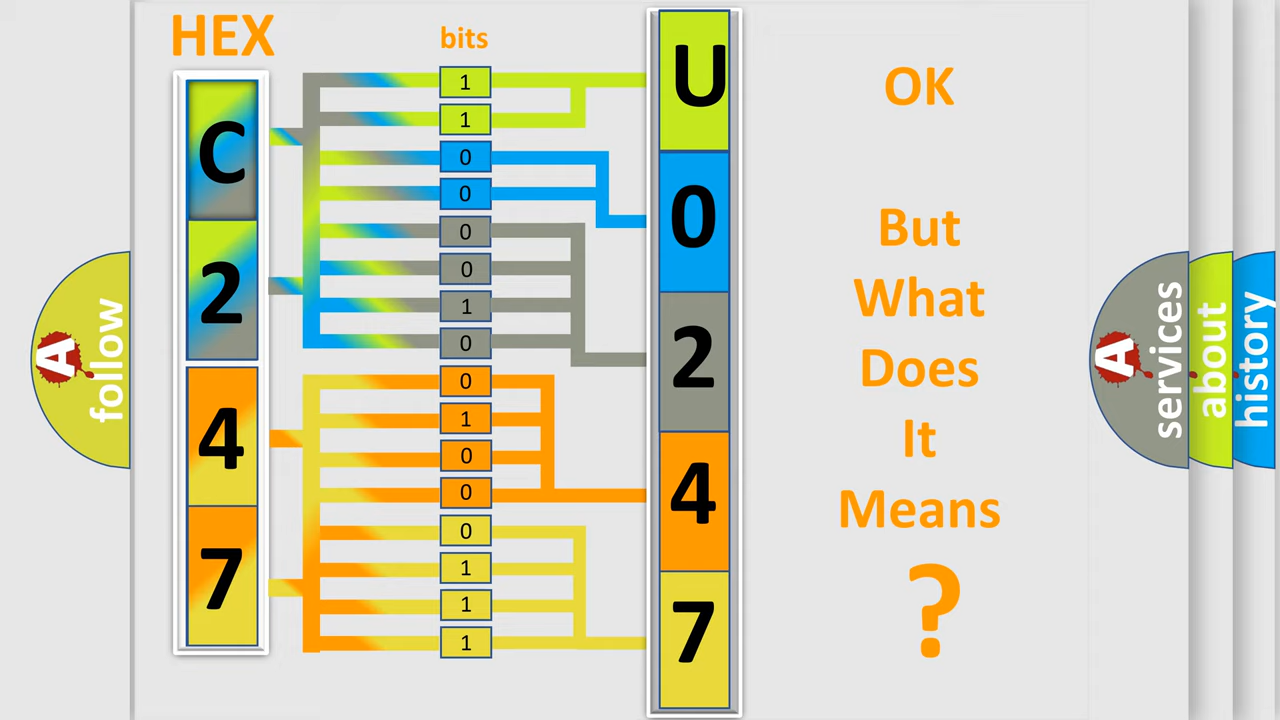 HEX
bits
C
2
4
7
1
1
0
0
0
0
1
0
0
1
0
0
0
1
1
1
U
0
2
4
7
OK
But
What
Does
It
Means
?
A
follow
A
services
about
history